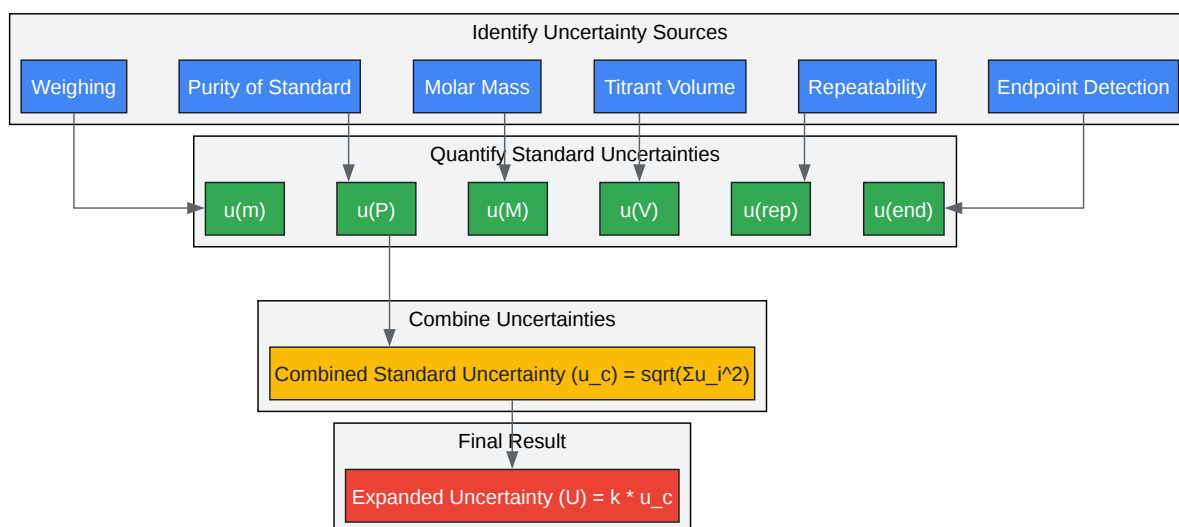 Identify Uncertainty Sources
Weighing
Purity of Standard
Molar Mass
Titrant Volume
Repeatability
Endpoint Detection
Quantify Standard Uncertainties
u(m)
u(P)
u(M)
u(V)
u(rep)
u(end)
Combine Uncertainties
Combined Standard Uncertainty (u_c) = sqrt(Σu_i^2)
Final Result
Expanded Uncertainty (U) = k * u_c